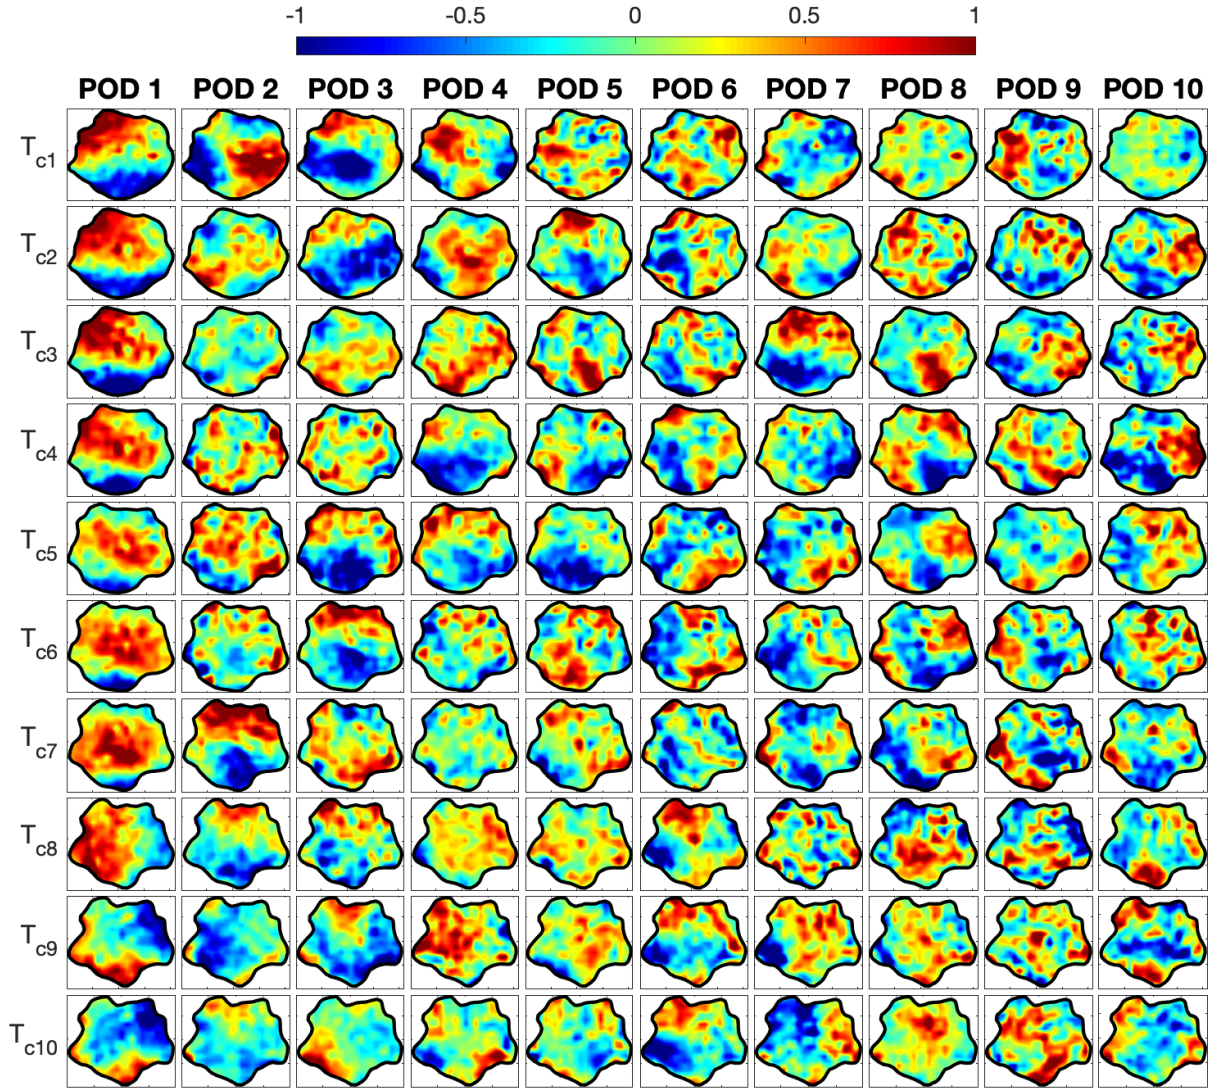 -1 -0.5 0 0.5 1
POD 1 POD 2 POD 3 POD 4 POD 5 POD 6 POD 7 POD 8 POD 9 POD 10
Tc1
Tc2
Tc3
Tc4
Tc5
Tc6
Tc7
Tc8
Tc9
Tc10